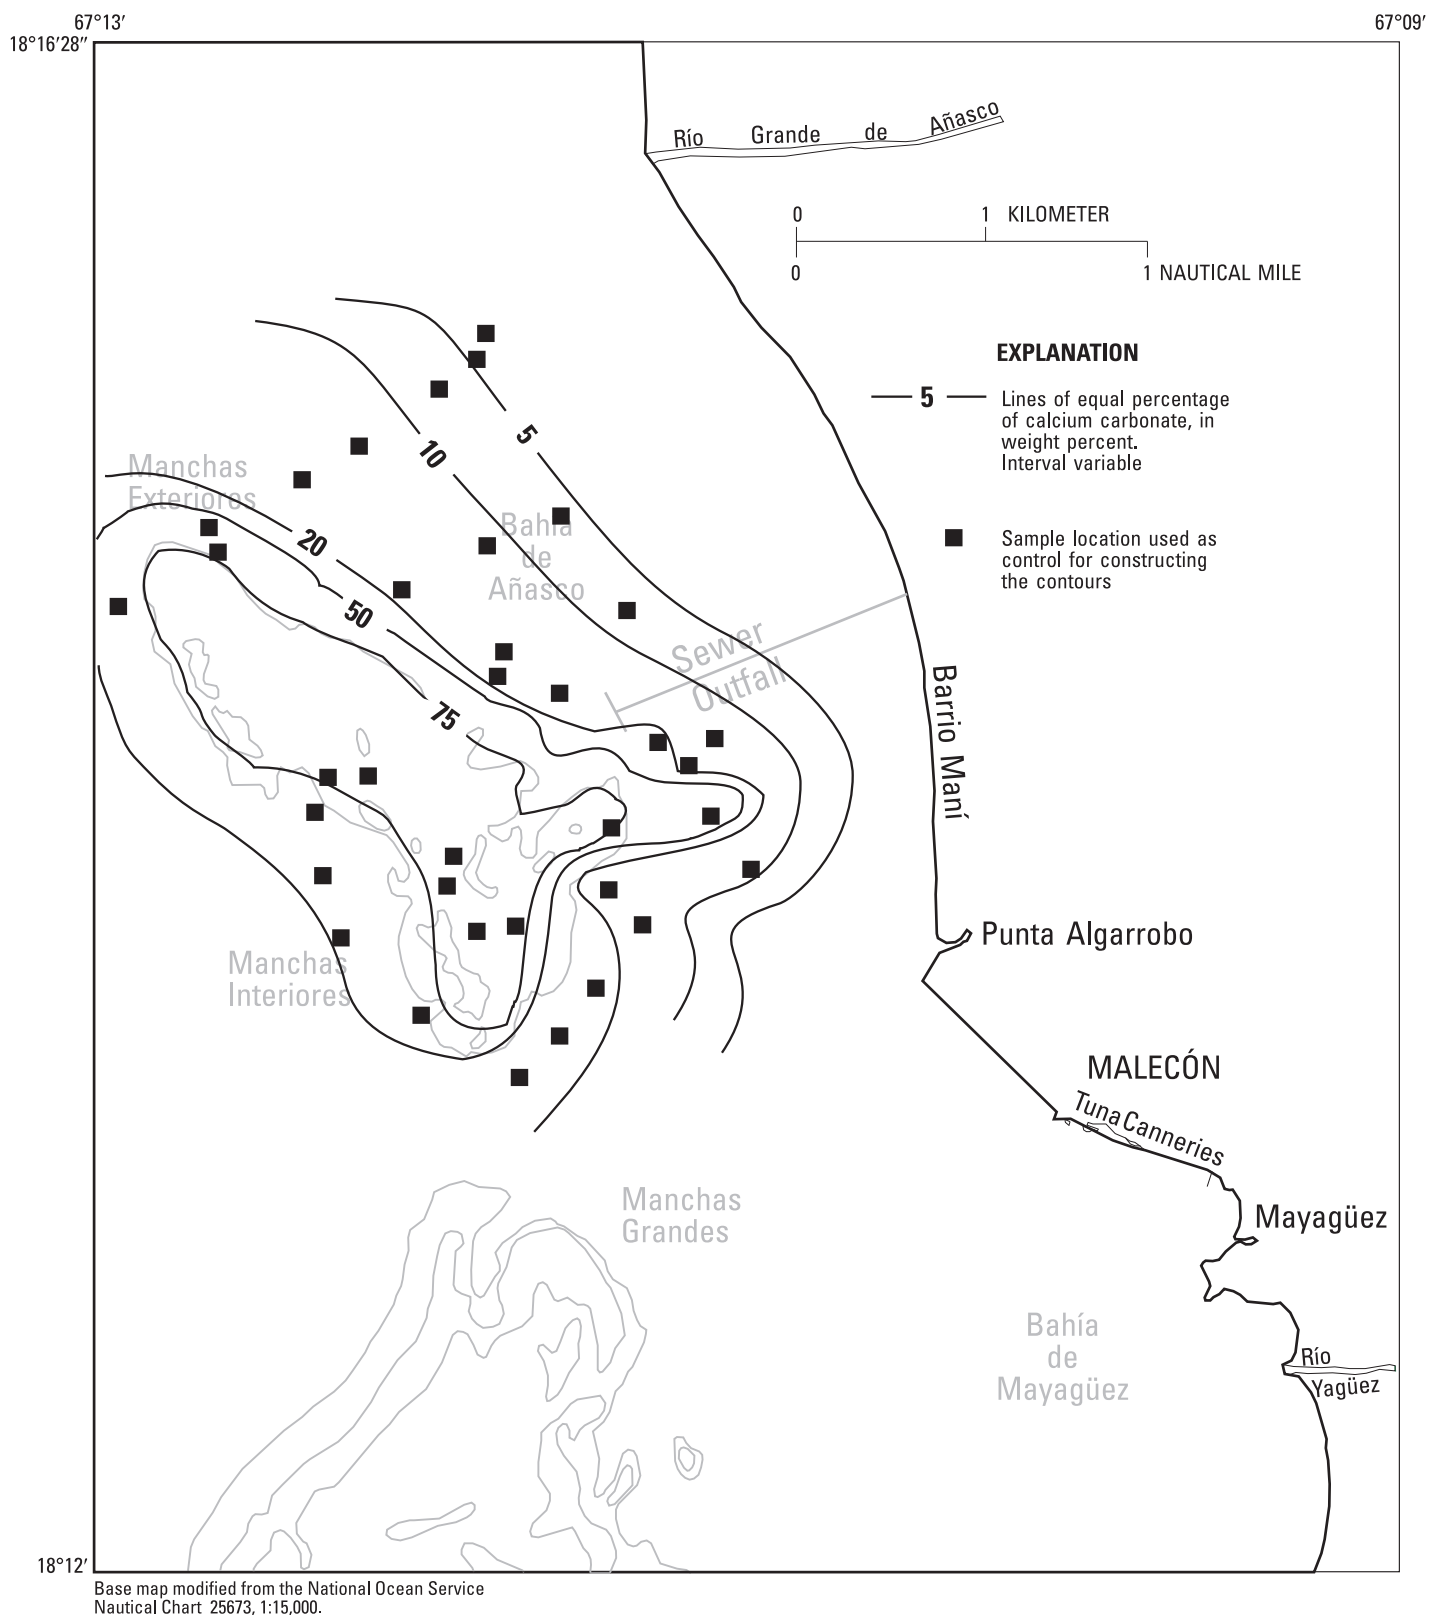 67°13′
67°09′
18°16′28″
Río Grande de Añasco
0 1 KILOMETER
0 1 NAUTICAL MILE
EXPLANATION
5 Lines of equal percentage
of calcium carbonate, in
weight percent.
Interval variable
Sample location used as
control for constructing
the contours
5
10
Manchas
Exteriores
20
Bahía
de
Añasco
50
Sewer
Outfall
75
Barrio Maní
Punta Algarrobo
Manchas
Interiores
MALECÓN
Tuna Canneries
Manchas
Grandes
Mayagüez
Bahía
de
Mayagüez
Río
Yagüez
18°12′
Base map modified from the National Ocean Service
Nautical Chart 25673, 1:15,000.